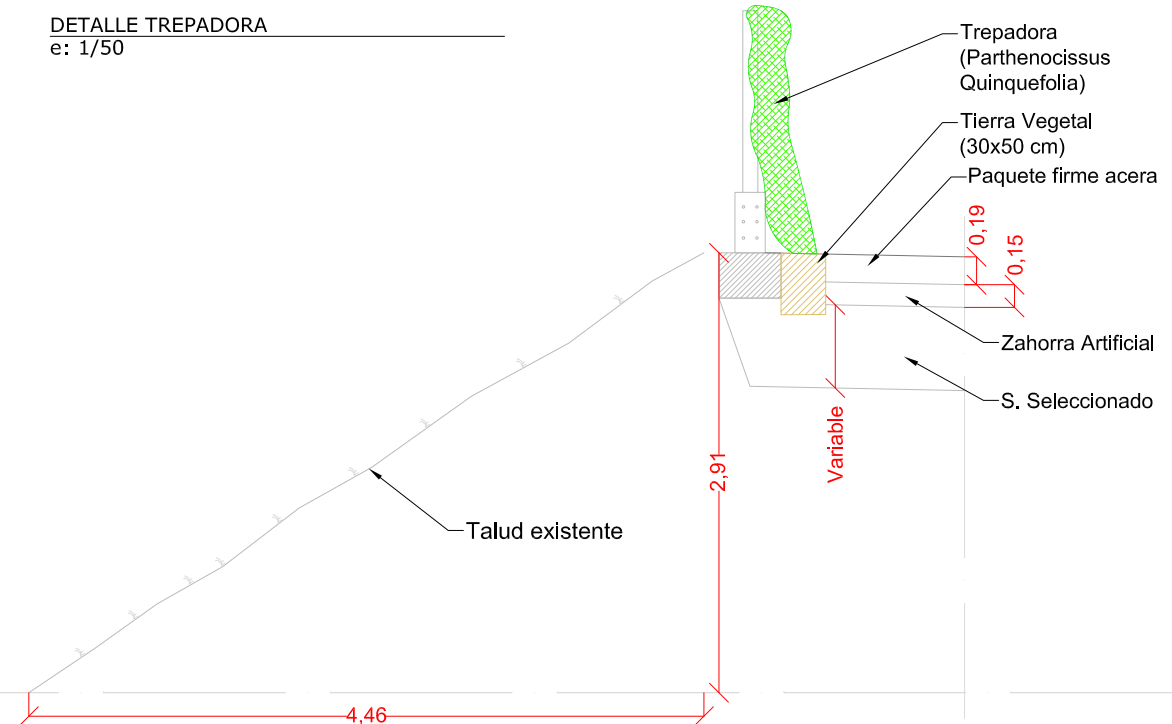 DETALLE TREPADORA
e: 1/50
Trepadora
(Parthenocissus
Quinquefolia)
Tierra Vegetal
(30x50 cm)
Paquete firme acera
0,19
0,15
Zahorra Artificial
S. Seleccionado
Variable
2,91
Talud existente
4,46